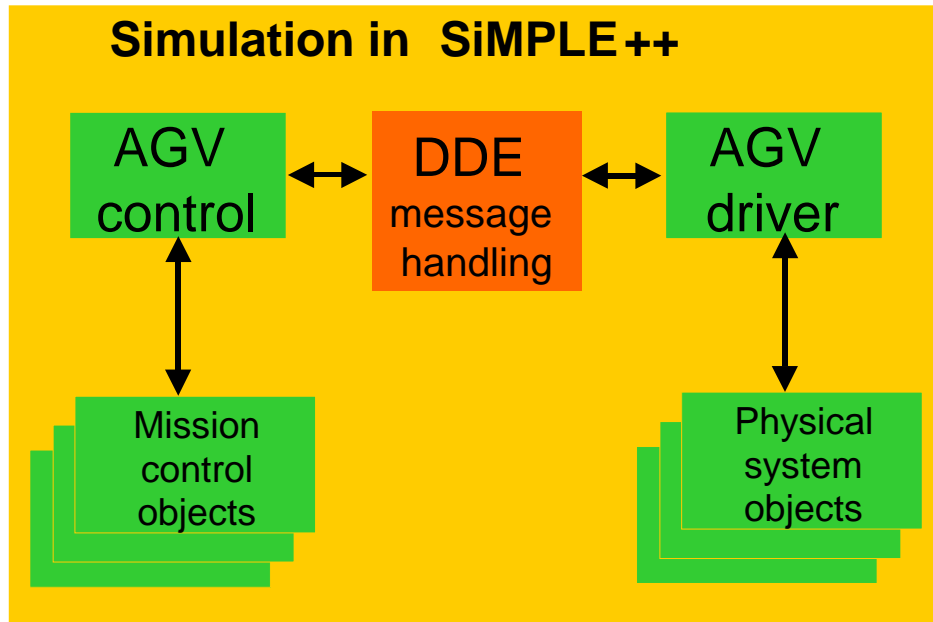 Simulation in SiMPLE++
AGV
control
DDE
message
handling
AGV
driver
Mission
control
objects
Physical
system
objects